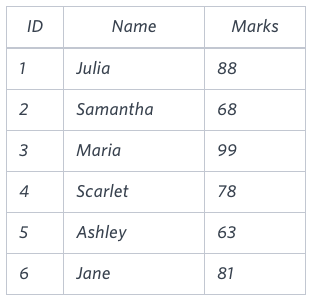 ID Name Marks
1 Julia 88
2 Samantha 68
3 Maria 99
4 Scarlet 78
5 Ashley 63
6 Jane 81